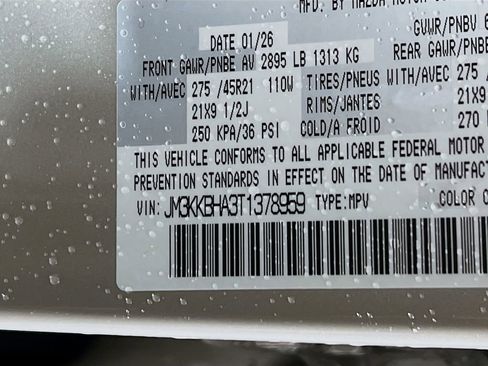 MFD. BY MAZDA MOTOR
GVWR/PNBV
DATE 01/26
FRONT GAWR/PNBE AV 2895 LB 1313 KG REAR GAWR/PN
WITH/AVEC 275 /45R21 110W TIRES/PNEUS 275 /
21X9 1/2J RIMS/JANTES 21X9
250 KPA/36 PSI COLD/A FROID 270
THIS VEHICLE CONFORMS TO ALL APPLICABLE FEDERAL MOTOR
PREVENTION STANDARDS IN EFFECT ON THE DATE OF MANUFACT
VIN: JM3KKBHA3T1378959 TYPE:MPV COLOR